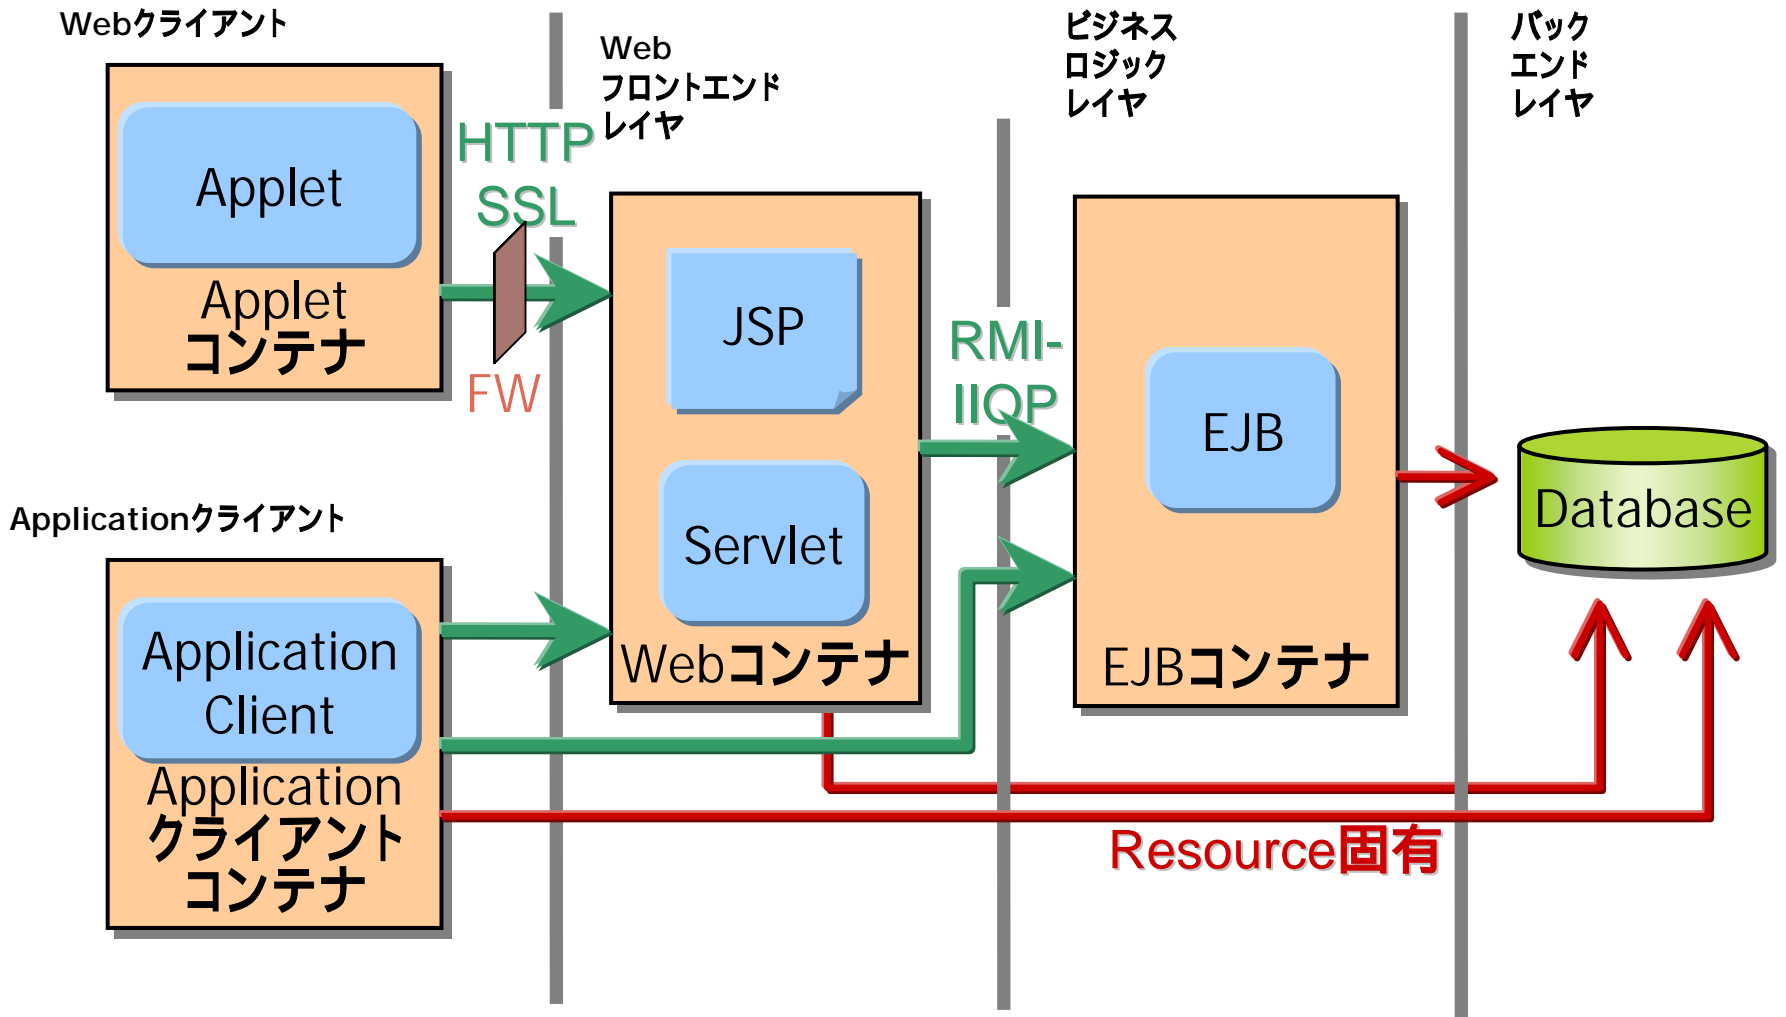 Webクライアント
Applet
Applet
コンテナ
HTTP
SSL
FW
Applicationクライアント
Application
Client
Application
クライアント
コンテナ
Web
フロントエンド
レイヤ
JSP
Servlet
Webコンテナ
RMI-
IIOP
ビジネス
ロジック
レイヤ
EJB
EJBコンテナ
バック
エンド
レイヤ
Database
Resource固有